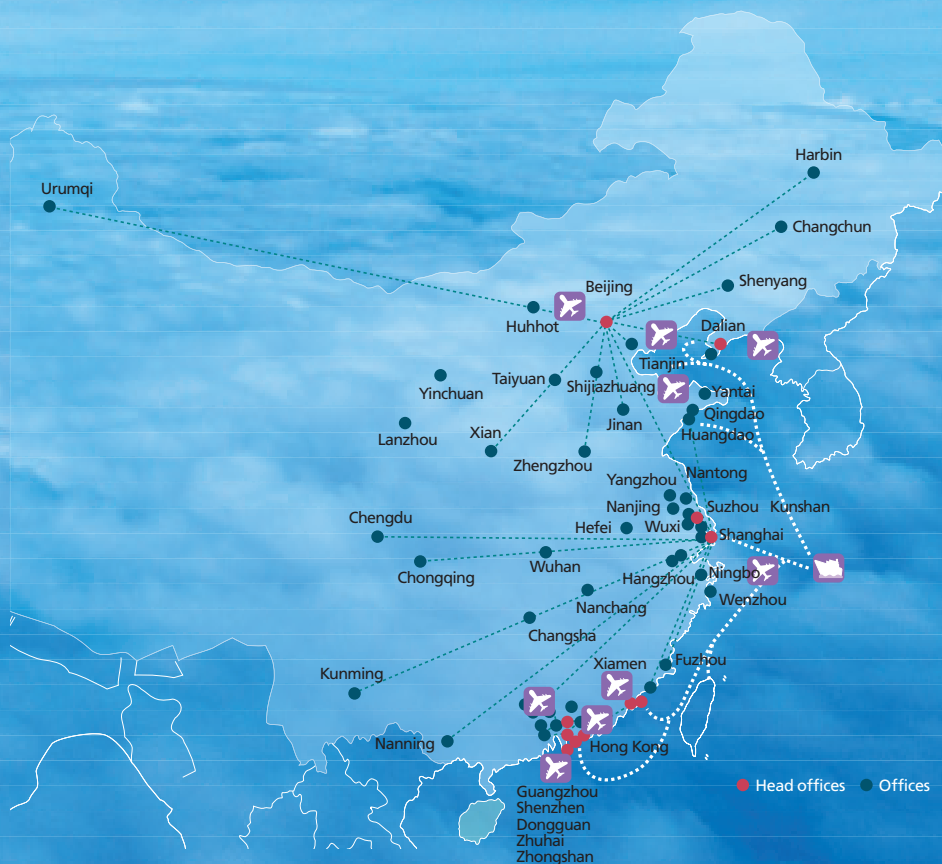 Harbin
Urumqi
Changchun
Shenyang
Beijing
Huhhot
Dalian
Tianjin
Taiyuan
Shijiazhuang
Yinchuan
Yantai
Qingdao
Jinan
Huangdao
Lanzhou
Xian
Zhengzhou
Nantong
Yangzhou
Nanjing
Suzhou
Kunshan
Chengdu
Hefei
Wuxi
Shanghai
Wuhan
Chongqing
Hangzhou
Ningbo
Nanchang
Wenzhou
Changsha
Xiamen
Fuzhou
Kunming
Nanning
Hong Kong
Head offices
Offices
Guangzhou
Shenzhen
Dongguan
Zhuhai
Zhongshan